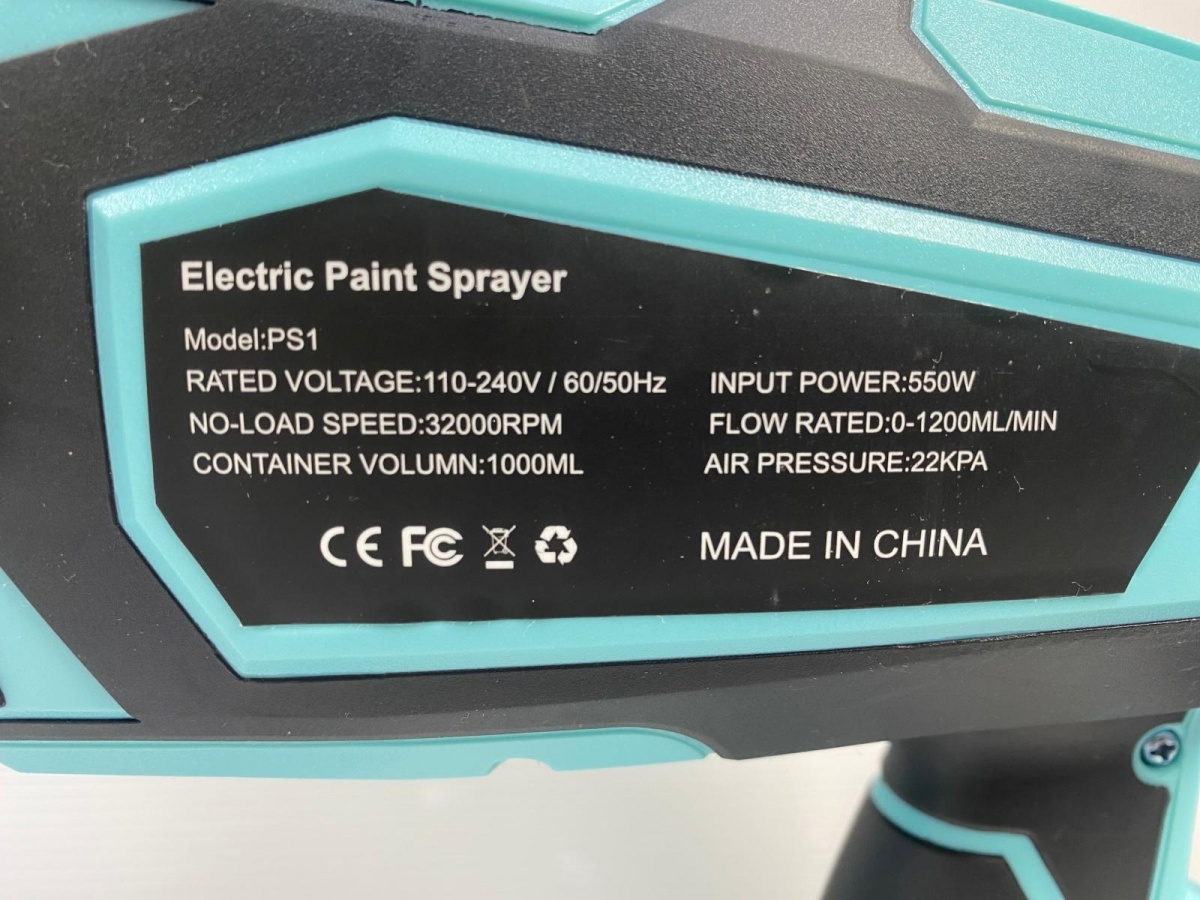 Electric Paint Sprayer
Model:PS1
RATED VOLTAGE:110-240V / 60/50Hz INPUT POWER:550W
NO-LOAD SPEED:32000RPM FLOW RATED:0-1200ML/MIN
CONTAINER VOLUMN:1000ML AIR PRESSURE:22KPA
CE FC MADE IN CHINA